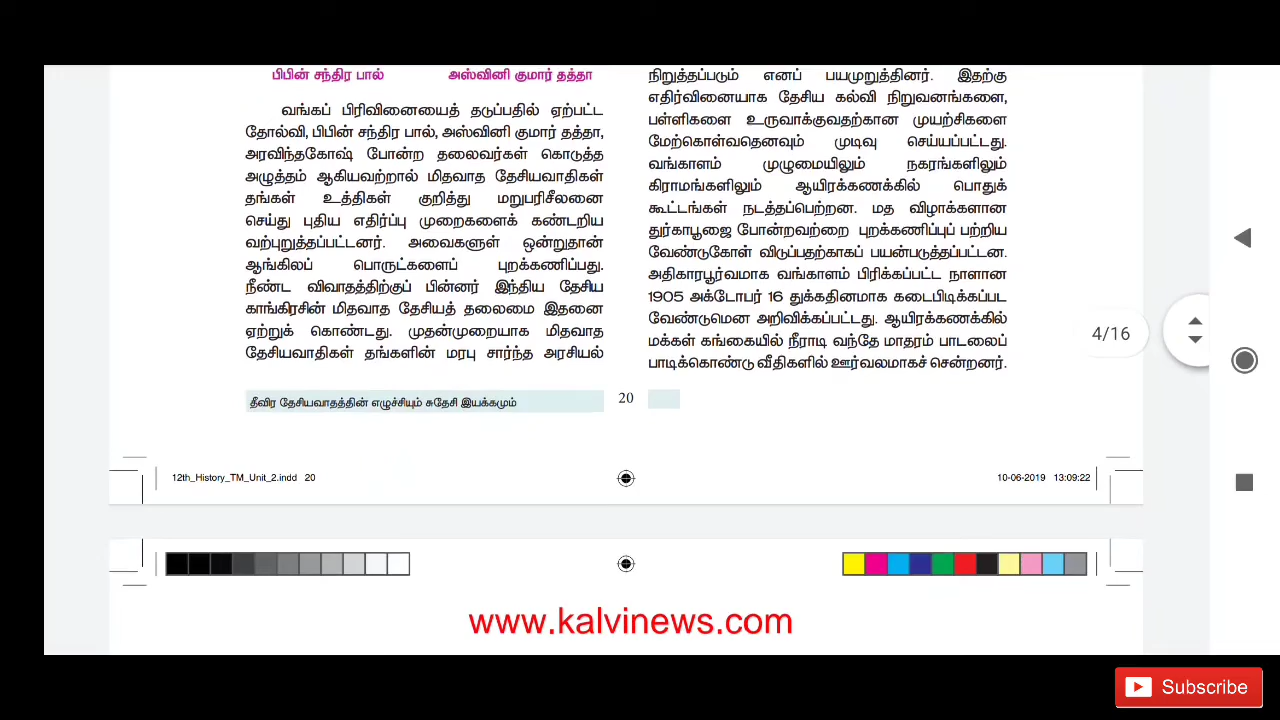 பிபின் சந்திர பால்
அஸ்வினி குமார் தத்தா
வங்கப் பிரிவினையைத் தடுப்பதில் ஏற்பட்ட
தோல்வி, பிபின் சந்திர பால், அஸ்வினி குமார் தத்தா,
அரவிந்தகோஷ் போன்ற தலைவர்கள் கொடுத்த
அழுத்தம் ஆகியவற்றால் மிதவாத தேசியவாதிகள்
தங்கள் உத்திகள் குறித்து மறுபரிசீலனை
செய்து புதிய எதிர்ப்பு முறைகளைக் கண்டறிய
வற்புறுத்தப்பட்டனர். அவைகளுள் ஒன்றுதான்
ஆங்கிலப் பொருட்களைப் புறக்கணிப்பது.
நீண்ட விவாதத்திற்குப் பின்னர் இந்திய தேசிய
காங்கிரசின் மிதவாத தேசியத் தலைமை இதனை
ஏற்றுக் கொண்டது. முதன்முறையாக மிதவாத
தேசியவாதிகள் தங்களின் மரபு சார்ந்த அரசியல்
நிறுத்தப்படும் எனப் பயமுறுத்தினர். இதற்கு
எதிர்வினையாக தேசிய கல்வி நிறுவனங்களை,
பள்ளிகளை உருவாக்குவதற்கான முயற்சிகளை
மேற்கொள்வதெனவும் முடிவு செய்யப்பட்டது.
வங்காளம் முழுமையிலும் நகரங்களிலும்
கிராமங்களிலும் ஆயிரக்கணக்கில் பொதுக்
கூட்டங்கள் நடத்தப்பெற்றன. மத விழாக்களான
துர்காபூஜை போன்றவற்றை புறக்கணிப்புப் பற்றிய
வேண்டுகோள் விடுப்பதற்காகப் பயன்படுத்தப்பட்டன.
அதிகாரபூர்வமாக வங்காளம் பிரிக்கப்பட்ட நாளான
1905 அக்டோபர் 16 துக்கதினமாக கடைபிடிக்கப்பட
வேண்டுமென அறிவிக்கப்பட்டது. ஆயிரக்கணக்கில்
மக்கள் கங்கையில் நீராடி வந்தே மாதரம் பாடலைப்
பாடிக்கொண்டு வீதிகளில் ஊர்வலமாகச் சென்றனர்.
தீவிர தேசியவாதத்தின் எழுச்சியும் சுதேசி இயக்கமும்
20
12th_History_TM_Unit_2.indd 20
10-06-2019 13:09:22
www.kalvinews.com
4/16
Subscribe